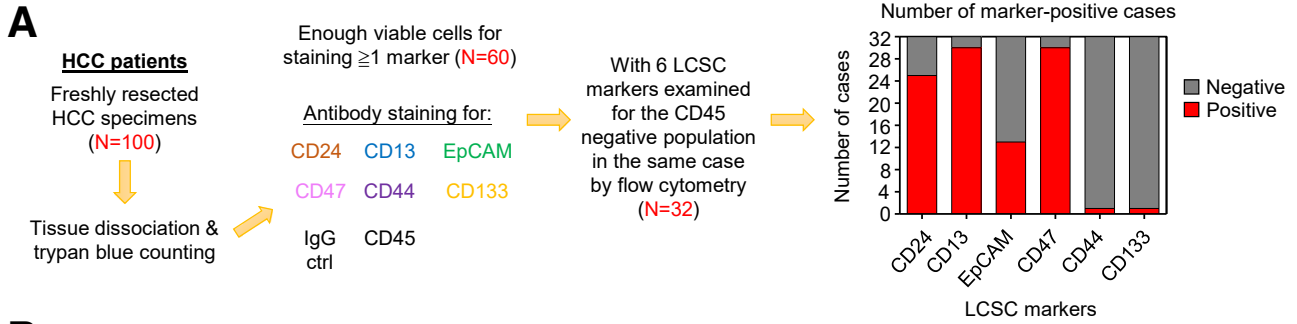 A
HCC patients
Freshly resected
HCC specimens
(N=100)
Tissue dissociation &
trypan blue counting
Enough viable cells for
staining ≧1 marker (N=60)
Antibody staining for:
CD24 CD13 EpCAM
CD47 CD44 CD133
IgG CD45
ctrl
With 6 LCSC
markers examined
for the CD45
negative population
in the same case
by flow cytometry
(N=32)
Number of marker-positive cases
Number of cases
32
28
24
20
16
12
8
4
0
CD24
CD13
EpCAM
CD47
CD44
CD133
LCSC markers
Negative
Positive